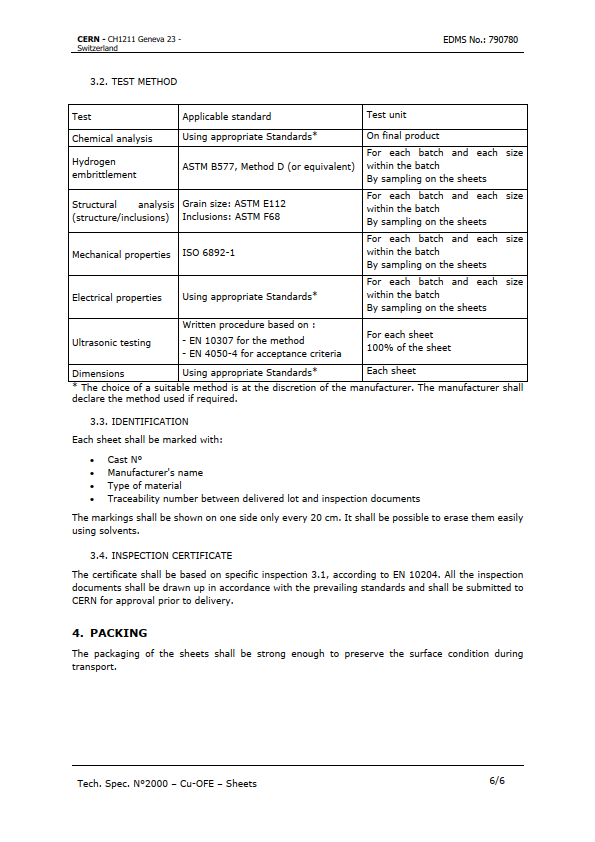 CERN - CH1211 Geneva 23 -
Switzerland
EDMS No.: 790780
3.2. TEST METHOD
Test
Applicable standard
Test unit
Chemical analysis
Using appropriate Standards*
On final product
Hydrogen
embrittlement
ASTM B577, Method D (or equivalent)
For each batch and each size
within the batch
By sampling on the sheets
Structural analysis
(structure/inclusions)
Grain size: ASTM E112
Inclusions: ASTM F68
For each batch and each size
within the batch
By sampling on the sheets
Mechanical properties
ISO 6892-1
For each batch and each size
within the batch
By sampling on the sheets
Electrical properties
Using appropriate Standards*
For each batch and each size
within the batch
By sampling on the sheets
Ultrasonic testing
Written procedure based on :
- EN 10307 for the method
- EN 4050-4 for acceptance criteria
For each sheet
100% of the sheet
Dimensions
Using appropriate Standards*
Each sheet
* The choice of a suitable method is at the discretion of the manufacturer. The manufacturer shall
declare the method used if required.
3.3. IDENTIFICATION
Each sheet shall be marked with:
• Cast N°
• Manufacturer's name
• Type of material
• Traceability number between delivered lot and inspection documents
The markings shall be shown on one side only every 20 cm. It shall be possible to erase them easily
using solvents.
3.4. INSPECTION CERTIFICATE
The certificate shall be based on specific inspection 3.1, according to EN 10204. All the inspection
documents shall be drawn up in accordance with the prevailing standards and shall be submitted to
CERN for approval prior to delivery.
4. PACKING
The packaging of the sheets shall be strong enough to preserve the surface condition during
transport.
Tech. Spec. N°2000 – Cu-OFE – Sheets
6/6